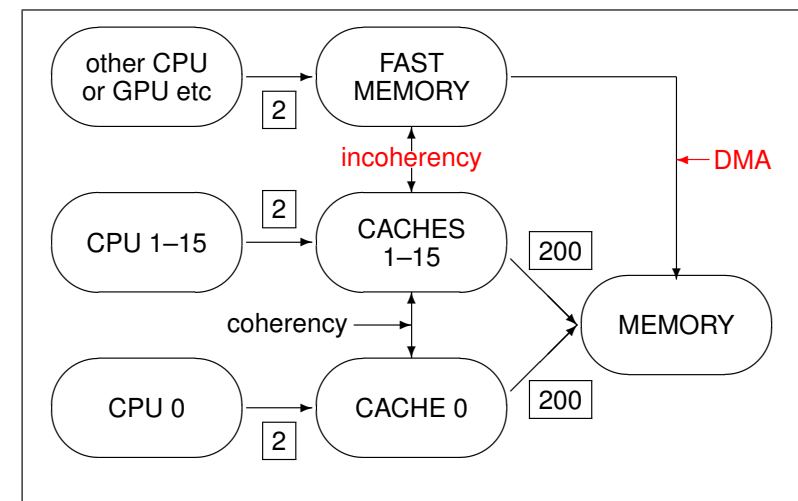 other CPU
or GPU etc
2
FAST
MEMORY
incoherency
DMA
CPU 1–15
2
CACHES
1–15
200
coherency
MEMORY
CPU 0
2
CACHE 0
200